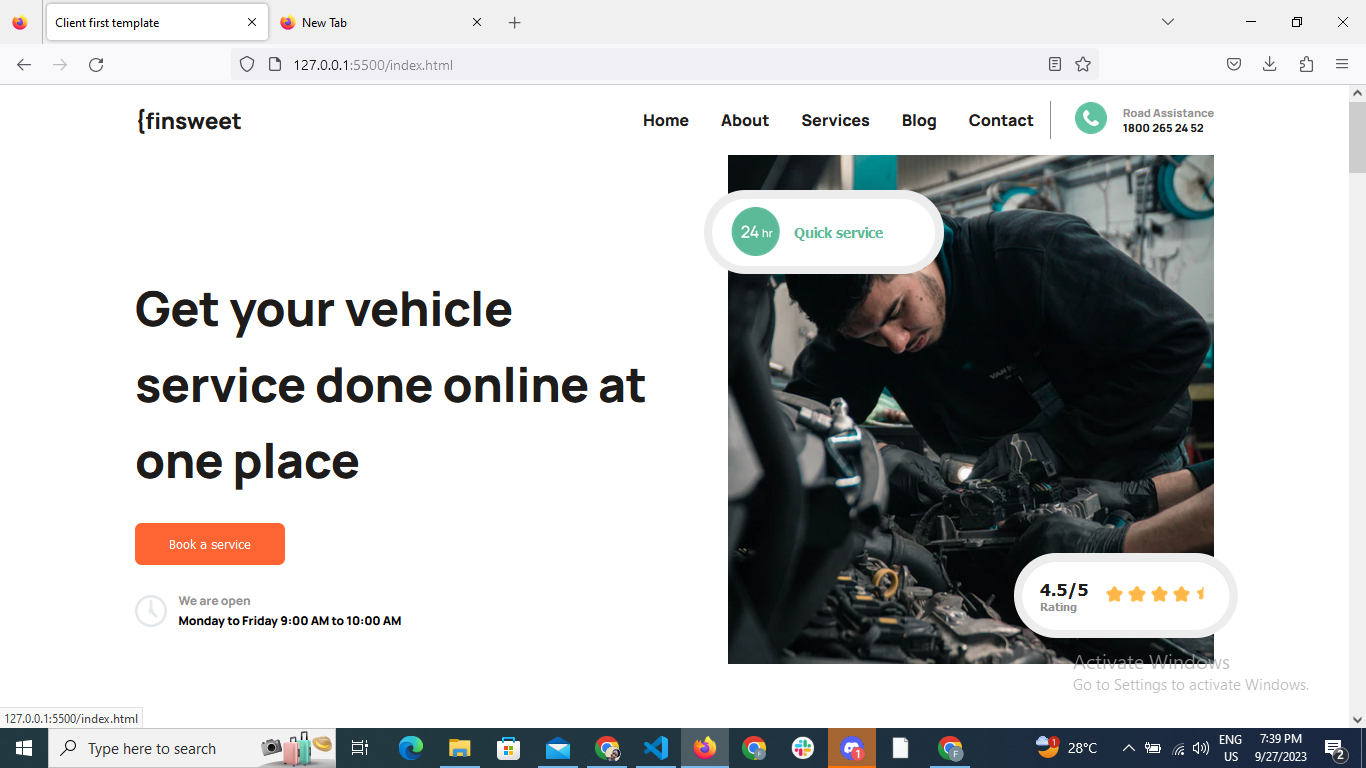 Client first template
New Tab
127.0.0.1:5500/index.html
{finsweet
Home
About
Services
Blog
Contact
Road Assistance
1800 265 24 52
24 hr
Quick service
Get your vehicle
service done online at
one place
Book a service
We are open
Monday to Friday 9:00 AM to 10:00 AM
4.5/5
Rating
Activate Windows
Go to Settings to activate Windows.
127.0.0.1:5500/index.html
Type here to search
F
1
F
1
28°C
ENG
US
7:39 PM
9/27/2023
2